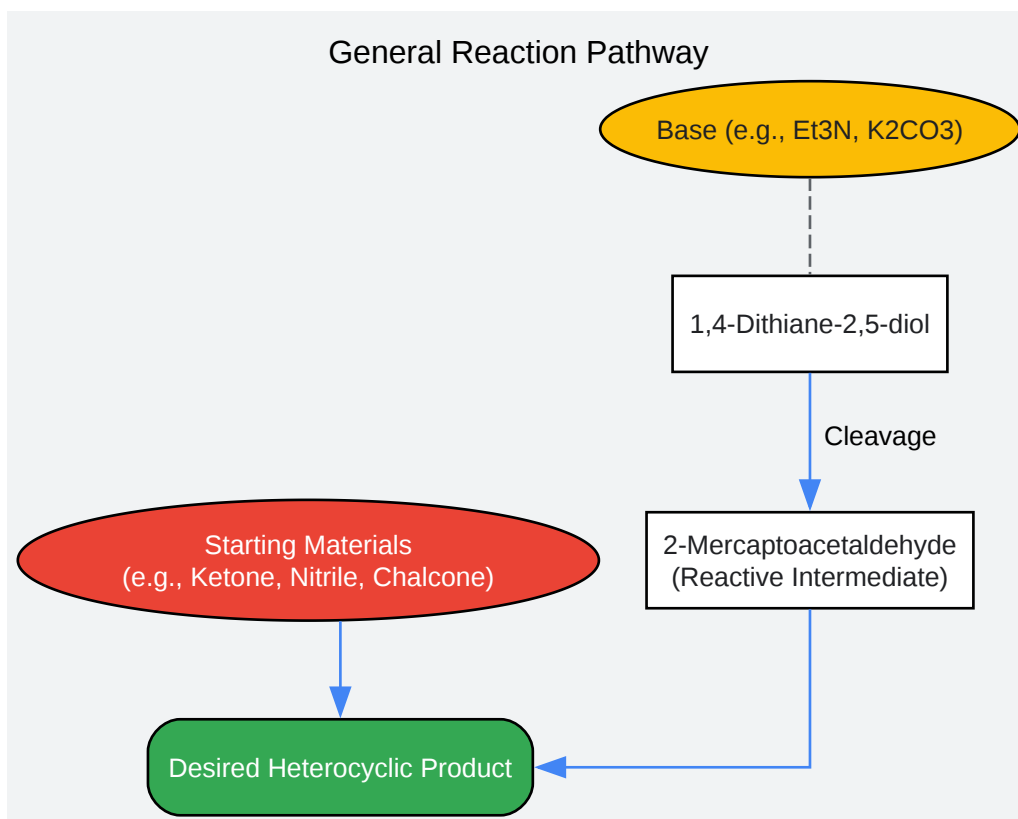 General Reaction Pathway
Base (e.g., Et3N, K2CO3)
1,4-Dithiane-2,5-diol
Cleavage
2-Mercaptoacetaldehyde
(Reactive Intermediate)
Starting Materials
(e.g., Ketone, Nitrile, Chalcone)
Desired Heterocyclic Product